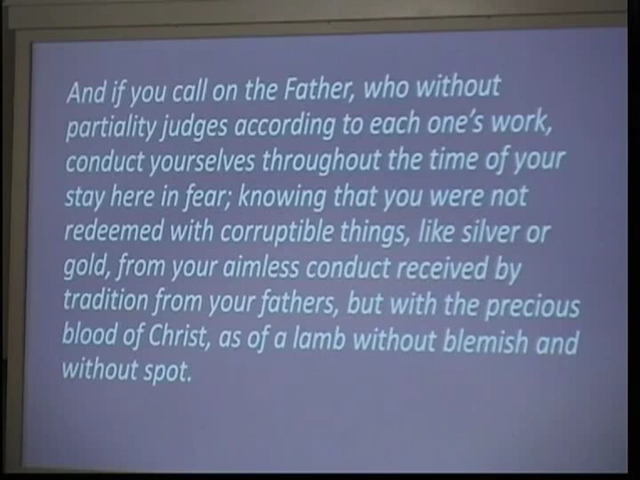 And if you call on the Father, who without
partiality judges according to each one's work,
conduct yourselves throughout the time of your
stay here in fear; knowing that you were not
redeemed with corruptible things, like silver or
gold, from your aimless conduct received by
tradition from your fathers, but with the precious
blood of Christ, as of a lamb without blemish and
without spot.